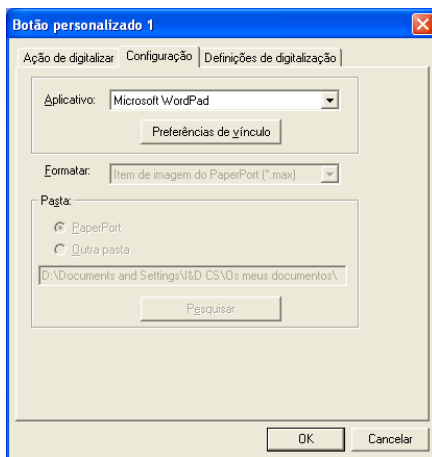 Botão personalizado 1
Ação de digitalizar Configuração Definições de digitalização
Aplicativo: Microsoft WordPad
Preferências de vínculo
Formatar: Item de imagem do PaperPort (*.max)
Pasta:
PaperPort
Outra pasta
D:\Documents and Settings\I&D CS\Os meus documentos\
Pesquisar
OK Cancelar